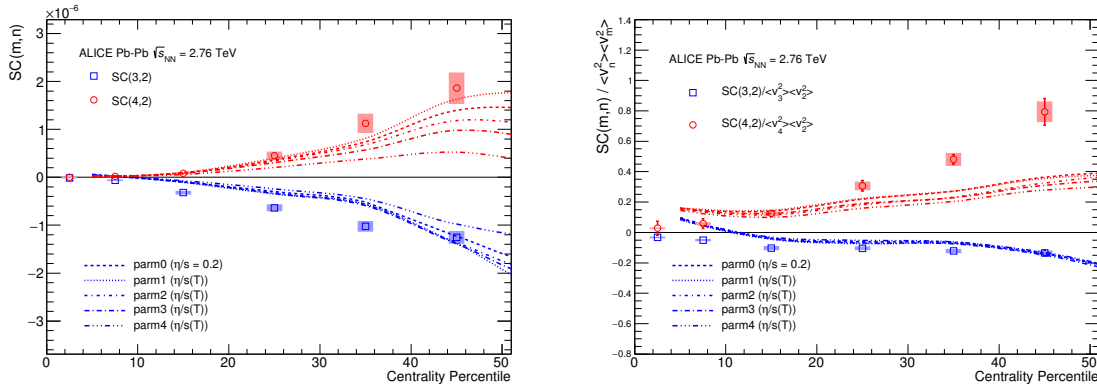 ×10⁻⁶
SC(m,n)
3
2
1
0
−1
−2
−3
ALICE Pb-Pb √s_NN = 2.76 TeV
SC(3,2)
SC(4,2)
parm0 (η/s = 0.2)
parm1 (η/s(T))
parm2 (η/s(T))
parm3 (η/s(T))
parm4 (η/s(T))
0 10 20 30 40 50
Centrality Percentile
SC(m,n) / <v_n²><v_m²>
1.4
1.2
1
0.8
0.6
0.4
0.2
0
−0.2
−0.4
−0.6
−0.8
ALICE Pb-Pb √s_NN = 2.76 TeV
SC(3,2)/<v_3²><v_2²>
SC(4,2)/<v_4²><v_2²>
parm0 (η/s = 0.2)
parm1 (η/s(T))
parm2 (η/s(T))
parm3 (η/s(T))
parm4 (η/s(T))
0 10 20 30 40 50
Centrality Percentile